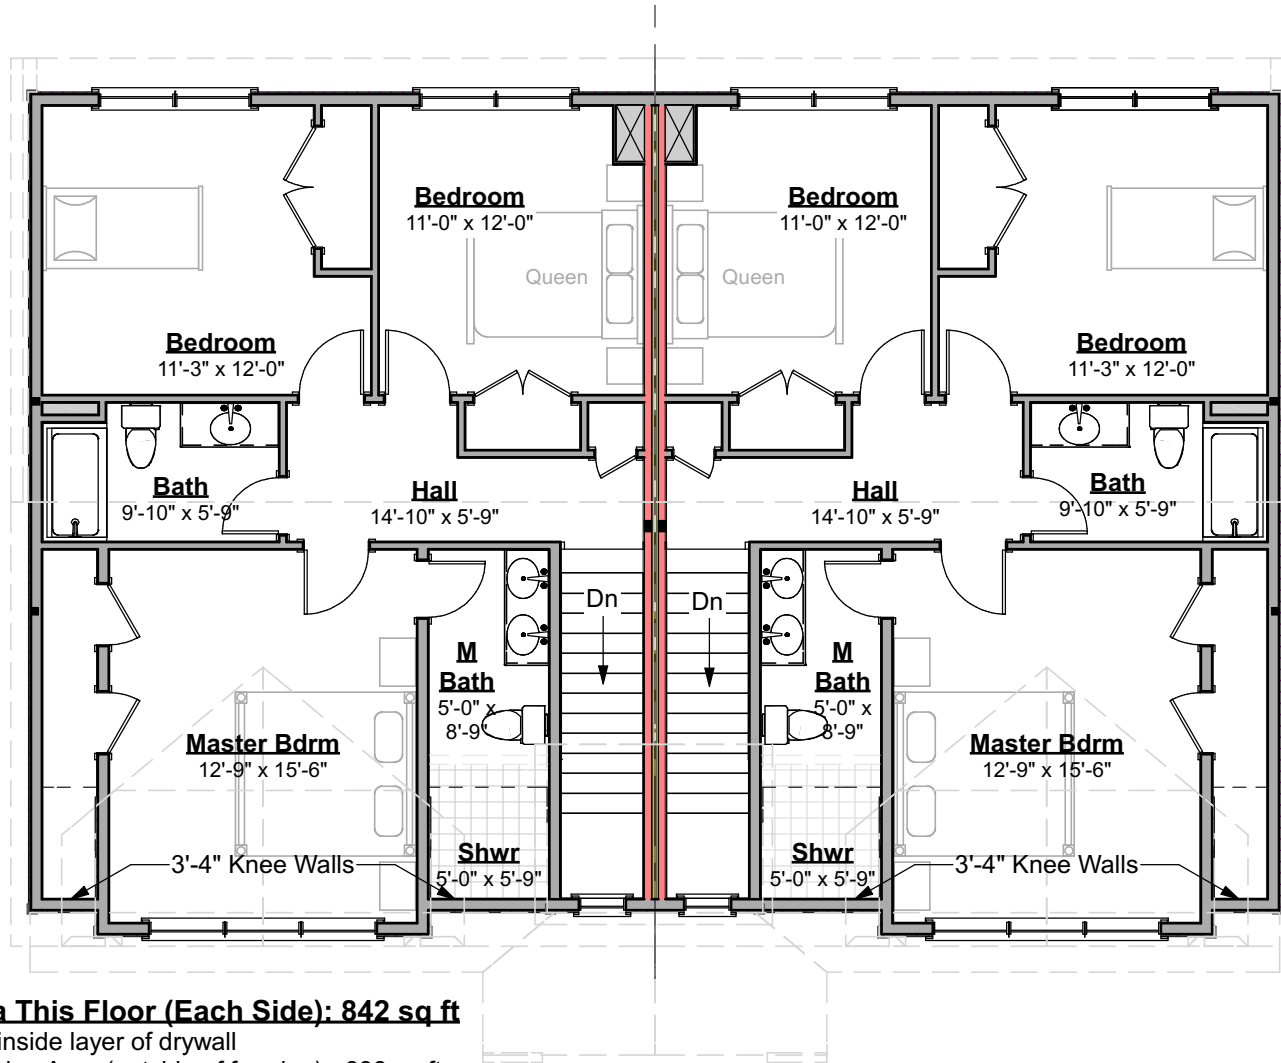 Bedroom
11'-0" x 12'-0"
Queen
Bedroom
11'-0" x 12'-0"
Queen
Bedroom
11'-3" x 12'-0"
Bedroom
11'-3" x 12'-0"
Bath
9'-10" x 5'-9"
Hall
14'-10" x 5'-9"
Hall
14'-10" x 5'-9"
Bath
9'-10" x 5'-9"
Dn
Dn
M
Bath
5'-0" x
8'-9"
M
Bath
5'-0" x
8'-9"
Master Bdrm
12'-9" x 15'-6"
Master Bdrm
12'-9" x 15'-6"
3'-4" Knee Walls
Shwr
5'-0" x 5'-9"
Shwr
5'-0" x 5'-9"
3'-4" Knee Walls
This Floor (Each Side): 842 sq ft
inside layer of drywall